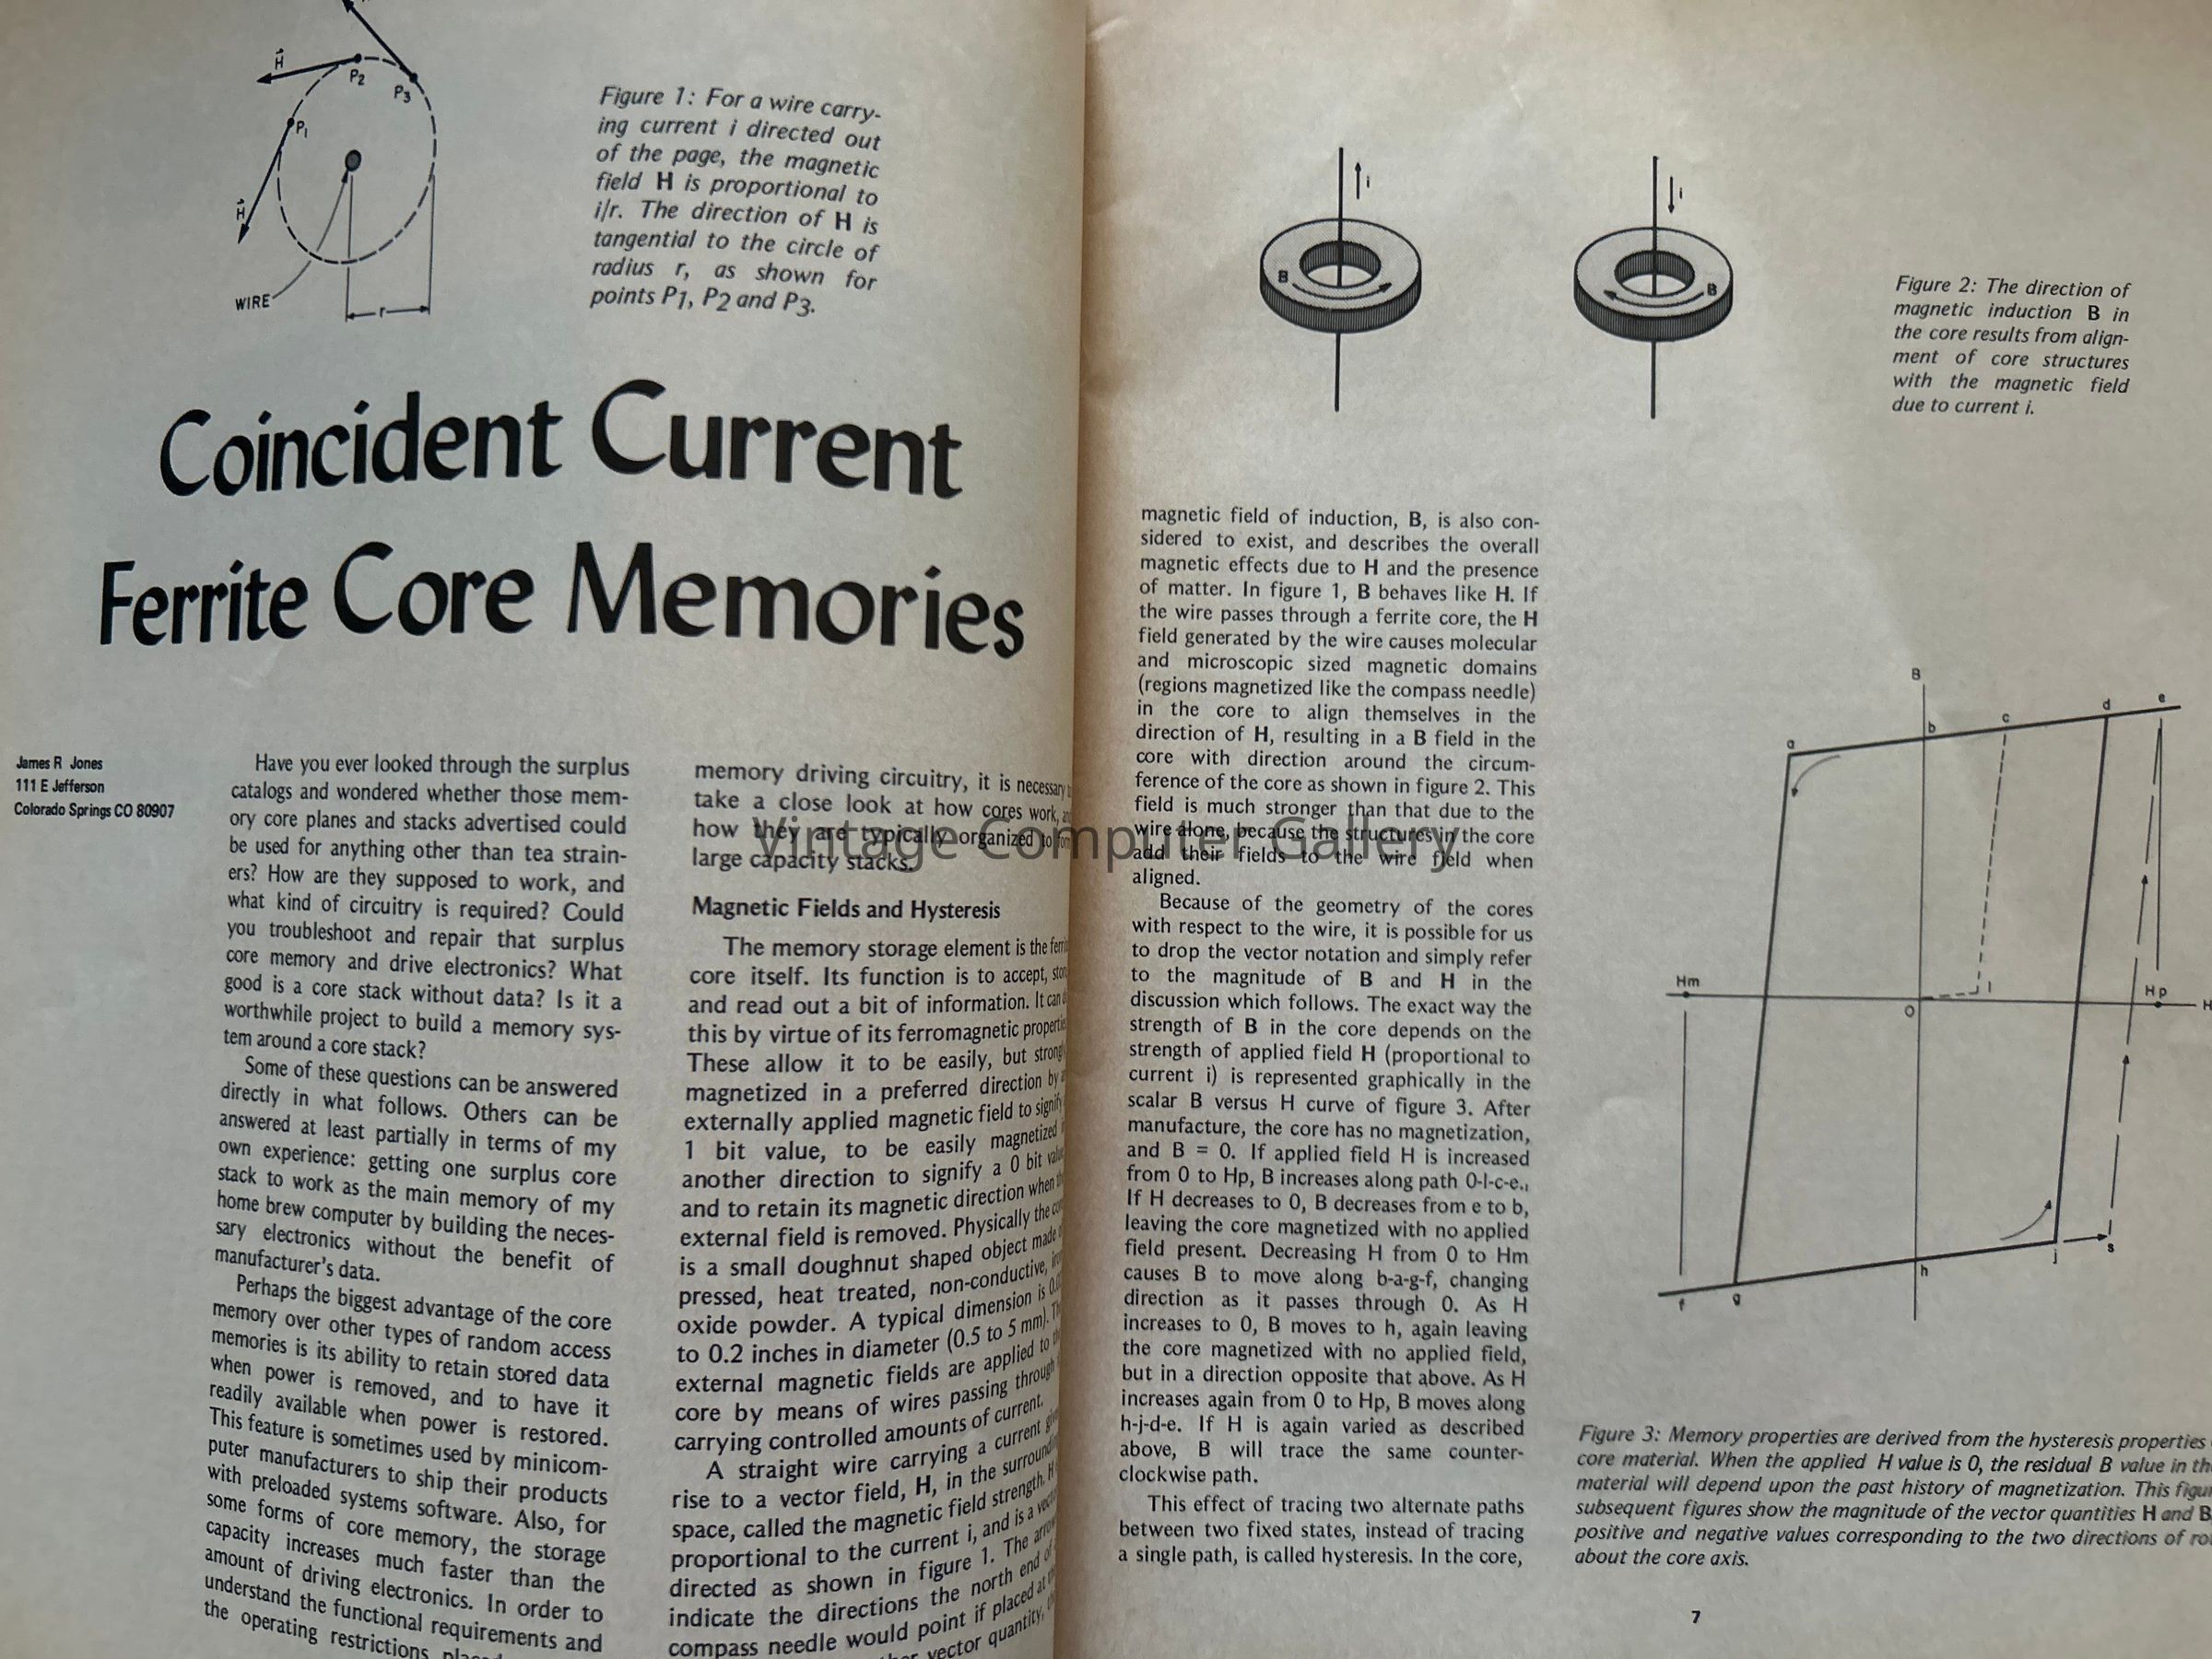 H
P2
P3
P1
H
WIRE
r
Figure 1: For a wire carry-
ing current i directed out
of the page, the magnetic
field H is proportional to
i/r. The direction of H is
tangential to the circle of
radius r, as shown for
points P1, P2 and P3.
Coincident Current
Ferrite Core Memories
James R Jones
111 E Jefferson
Colorado Springs CO 80907
Have you ever looked through the surplus
catalogs and wondered whether those mem-
ory core planes and stacks advertised could
be used for anything other than tea strain-
ers? How are they supposed to work, and
what kind of circuitry is required? Could
you troubleshoot and repair that surplus
core memory and drive electronics? What
good is a core stack without data? Is it a
worthwhile project to build a memory sys-
tem around a core stack?
Some of these questions can be answered
directly in what follows. Others can be
answered at least partially in terms of my
own experience: getting one surplus core
stack to work as the main memory of my
home brew computer by building the neces-
sary electronics without the benefit of
manufacturer's data.
Perhaps the biggest advantage of the core
memory over other types of random access
memories is its ability to retain stored data
when power is removed, and to have it
readily available when power is restored.
This feature is sometimes used by minicom-
puter manufacturers to ship their products
with preloaded systems software. Also, for
some forms of core memory, the storage
capacity increases much faster than the
amount of driving electronics. In order to
understand the functional requirements and
the operating restrictions
memory driving circuitry, it is necessary
take a close look at how cores work,
how they are typically organized to
large capacity stacks.
Magnetic Fields and Hysteresis
The memory storage element is the
core itself. Its function is to accept,
and read out a bit of information. It can
this by virtue of its ferromagnetic
These allow it to be easily, but
magnetized in a preferred direction by
externally applied magnetic field to signify
1 bit value, to be easily magnetized
another direction to signify a 0 bit
and to retain its magnetic direction when
external field is removed. Physically the
is a small doughnut shaped object made
pressed, heat treated, non-conductive,
oxide powder. A typical dimension is
to 0.2 inches in diameter (0.5 to 5 mm).
external magnetic fields are applied to
core by means of wires passing through
carrying controlled amounts of current.
A straight wire carrying a current
rise to a vector field, H, in the
space, called the magnetic field strength. H
proportional to the current i, and is a
directed as shown in figure 1. The
indicate the directions the north end of
compass needle would point if placed at
vector quantity,
i
B
i
B
Figure 2: The direction of
magnetic induction B in
the core results from align-
ment of core structures
with the magnetic field
due to current i.
magnetic field of induction, B, is also con-
sidered to exist, and describes the overall
magnetic effects due to H and the presence
of matter. In figure 1, B behaves like H. If
the wire passes through a ferrite core, the H
field generated by the wire causes molecular
and microscopic sized magnetic domains
(regions magnetized like the compass needle)
in the core to align themselves in the
direction of H, resulting in a B field in the
core with direction around the circum-
ference of the core as shown in figure 2. This
field is much stronger than that due to the
wire alone, because the structures in the core
add their fields to the wire field when
aligned.
Because of the geometry of the cores
with respect to the wire, it is possible for us
to drop the vector notation and simply refer
to the magnitude of B and H in the
discussion which follows. The exact way the
strength of B in the core depends on the
strength of applied field H (proportional to
current i) is represented graphically in the
scalar B versus H curve of figure 3. After
manufacture, the core has no magnetization,
and B = 0. If applied field H is increased
from 0 to Hp, B increases along path 0-l-c-e.,
If H decreases to 0, B decreases from e to b,
leaving the core magnetized with no applied
field present. Decreasing H from 0 to Hm
causes B to move along b-a-g-f, changing
direction as it passes through 0. As H
increases to 0, B moves to h, again leaving
the core magnetized with no applied field,
but in a direction opposite that above. As H
increases again from 0 to Hp, B moves along
h-j-d-e. If H is again varied as described
above, B will trace the same counter-
clockwise path.
This effect of tracing two alternate paths
between two fixed states, instead of tracing
a single path, is called hysteresis. In the core,
B
a
b
c
d
e
Hm
O
l
Hp
H
f
g
h
j
s
Figure 3: Memory properties are derived from the hysteresis properties
core material. When the applied H value is 0, the residual B value in
material will depend upon the past history of magnetization. This
subsequent figures show the magnitude of the vector quantities H and B
positive and negative values corresponding to the two directions of
about the core axis.
7
Vintage Computer Gallery